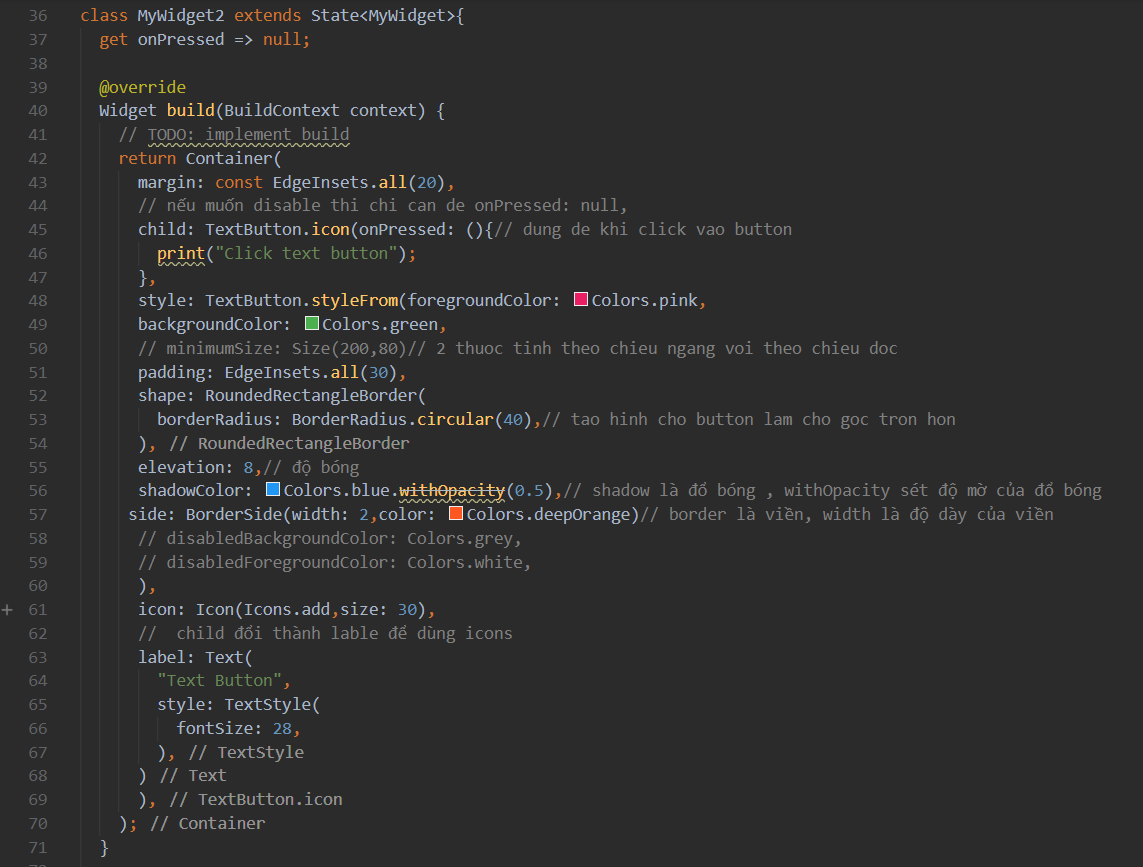 36 class MyWidget2 extends State<MyWidget>{
37 get onPressed => null;
38
39 @override
40 Widget build(BuildContext context) {
41 // TODO: implement build
42 return Container(
43 margin: const EdgeInsets.all(20),
44 // nếu muốn disable thi chi can de onPressed: null,
45 child: TextButton.icon(onPressed: (){// dung de khi click vao button
46 print("Click text button");
47 },
48 style: TextButton.styleFrom(foregroundColor: Colors.pink,
49 backgroundColor: Colors.green,
50 // minimumSize: Size(200,80)// 2 thuoc tinh theo chieu ngang voi theo chieu doc
51 padding: EdgeInsets.all(30),
52 shape: RoundedRectangleBorder(
53 borderRadius: BorderRadius.circular(40),// tao hinh cho button lam cho goc tron hon
54 ), // RoundedRectangleBorder
55 elevation: 8,// độ bóng
56 shadowColor: Colors.blue.withOpacity(0.5),// shadow là đổ bóng , withOpacity sét độ mờ của đổ bóng
57 side: BorderSide(width: 2,color: Colors.deepOrange)// border là viền, width là độ dày của viền
58 // disabledBackgroundColor: Colors.grey,
59 // disabledForegroundColor: Colors.white,
60 ),
61 icon: Icon(Icons.add,size: 30),
62 //  child đổi thành lable để dùng icons
63 label: Text(
64 "Text Button",
65 style: TextStyle(
66 fontSize: 28,
67 ), // TextStyle
68 ) // Text
69 ), // TextButton.icon
70 ); // Container
71 }